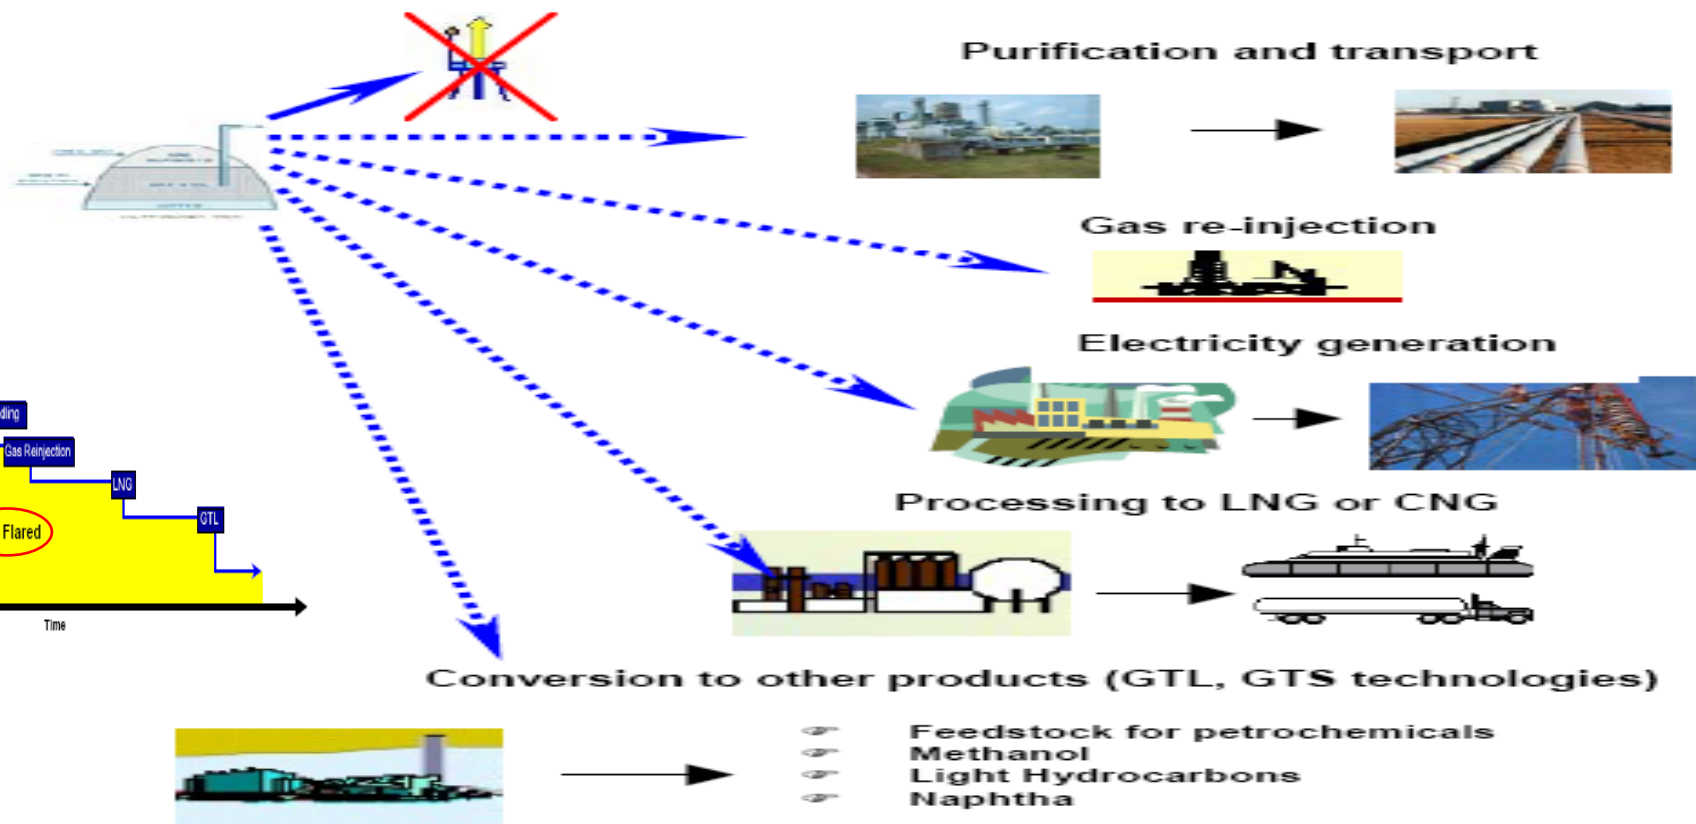 Purification and transport
Gas re-injection
Electricity generation
Gas Reinjection
LNG
GTL
Flared
Time
Processing to LNG or CNG
Conversion to other products (GTL, GTS technologies)
Feedstock for petrochemicals
Methanol
Light Hydrocarbons
Naphtha